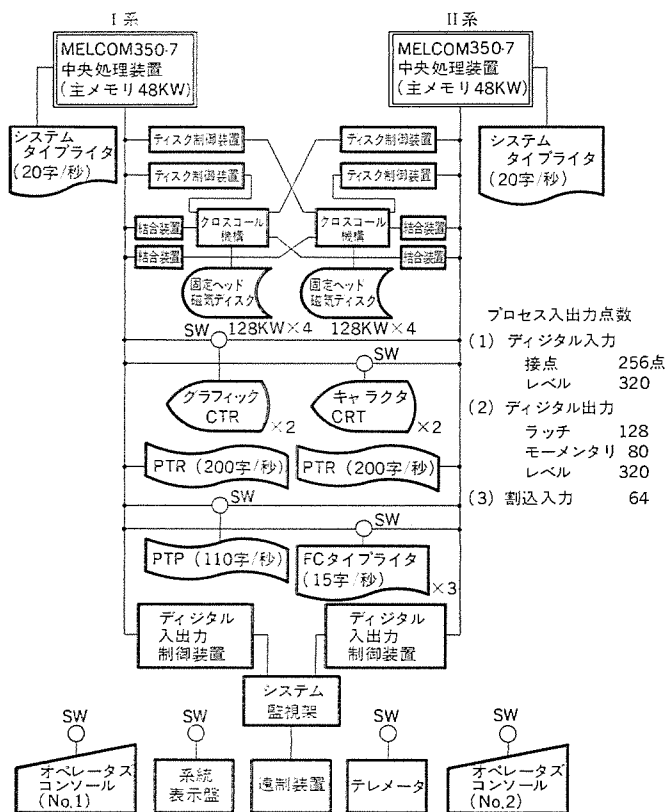 I系
II系
MELCOM350-7
中央処理装置
(主メモリ48KW)
MELCOM350-7
中央処理装置
(主メモリ48KW)
システム
タイプライタ
(20字/秒)
システム
タイプライタ
(20字/秒)
ディスク制御装置
ディスク制御装置
ディスク制御装置
ディスク制御装置
結合装置
クロスコール
機構
クロスコール
機構
結合装置
結合装置
結合装置
固定ヘッド
磁気ディスク
固定ヘッド
磁気ディスク
128KW×4
128KW×4
SW
SW
グラフィック
CTR
×2
キャラクタ
CRT
×2
PTR (200字/秒)
PTR (200字/秒)
SW
SW
PTP (110字/秒)
FCタイプライタ
(15字/秒)
×3
ディジタル
入出力
制御装置
ディジタル
入出力
制御装置
システム
監視架
SW
SW
SW
SW
オペレータズ
コンソール
(No.1)
系統
表示盤
遠制装置
テレメータ
オペレータズ
コンソール
(No.2)
プロセス入出力点数
(1) ディジタル入力
接点 256点
レベル 320
(2) ディジタル出力
ラッチ 128
モーメンタリ 80
レベル 320
(3) 割込入力 64